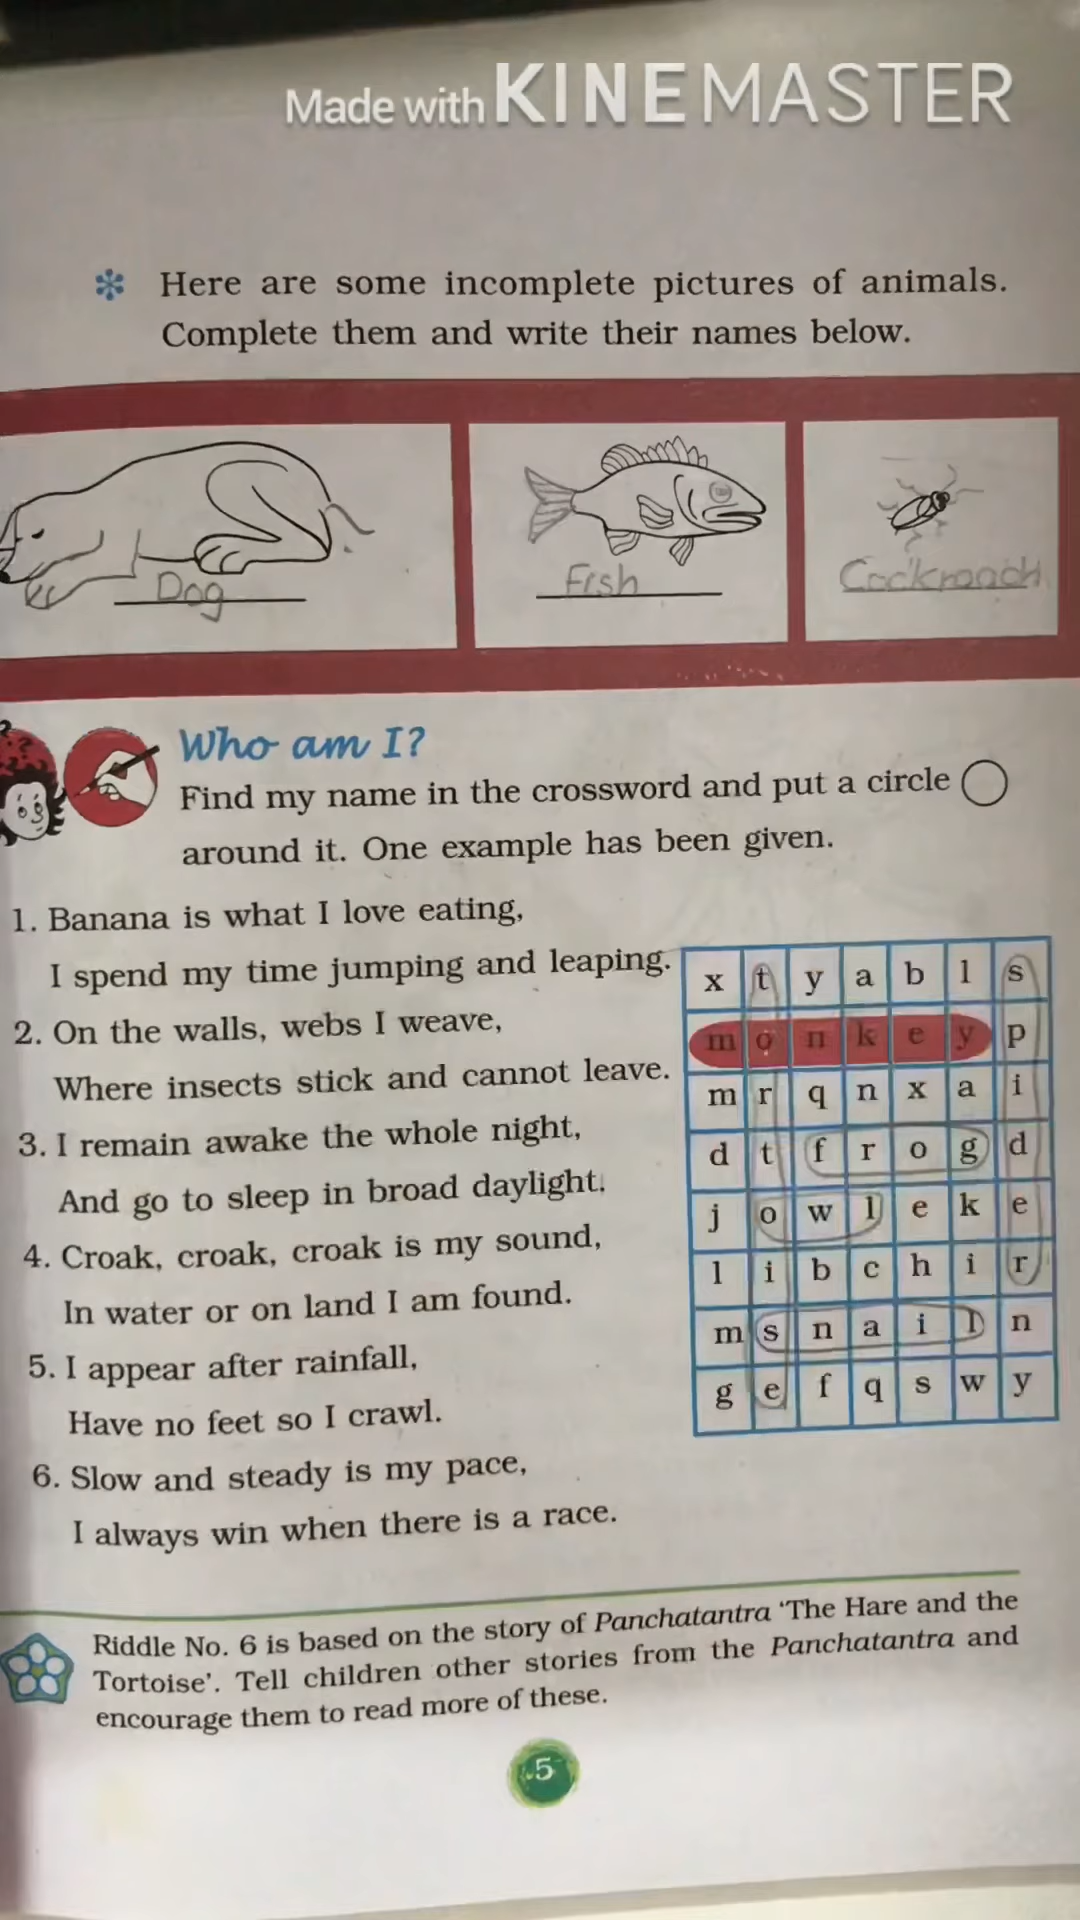 Made with KINEMASTER
Here are some incomplete pictures of animals.
Complete them and write their names below.
Dog
Fish
Cockroach
Who am I?
Find my name in the crossword and put a circle
around it. One example has been given.
1. Banana is what I love eating,
I spend my time jumping and leaping.
2. On the walls, webs I weave,
Where insects stick and cannot leave.
3. I remain awake the whole night,
And go to sleep in broad daylight.
4. Croak, croak, croak is my sound,
In water or on land I am found.
5. I appear after rainfall,
Have no feet so I crawl.
6. Slow and steady is my pace,
I always win when there is a race.
x t y a b l s
m o n k e y p
m r q n x a i
d t f r o g d
j o w l e k e
l i b c h i r
m s n a i l n
g e f q s w y
Riddle No. 6 is based on the story of Panchatantra ‘The Hare and the
Tortoise’. Tell children other stories from the Panchatantra and
encourage them to read more of these.
5